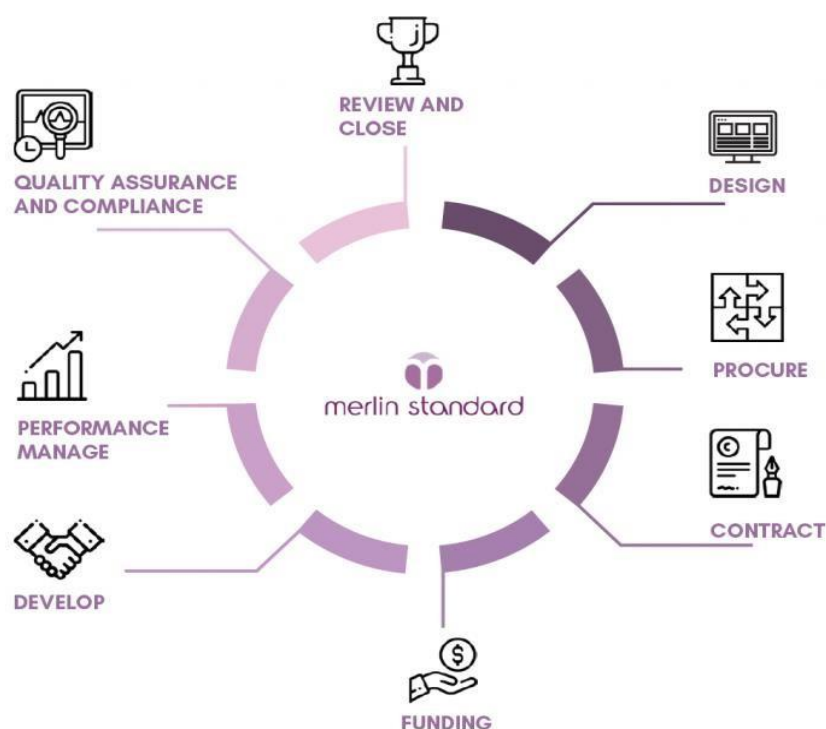 REVIEW AND
CLOSE
DESIGN
PROCURE
CONTRACT
FUNDING
DEVELOP
PERFORMANCE
MANAGE
QUALITY ASSURANCE
AND COMPLIANCE
merlin standard